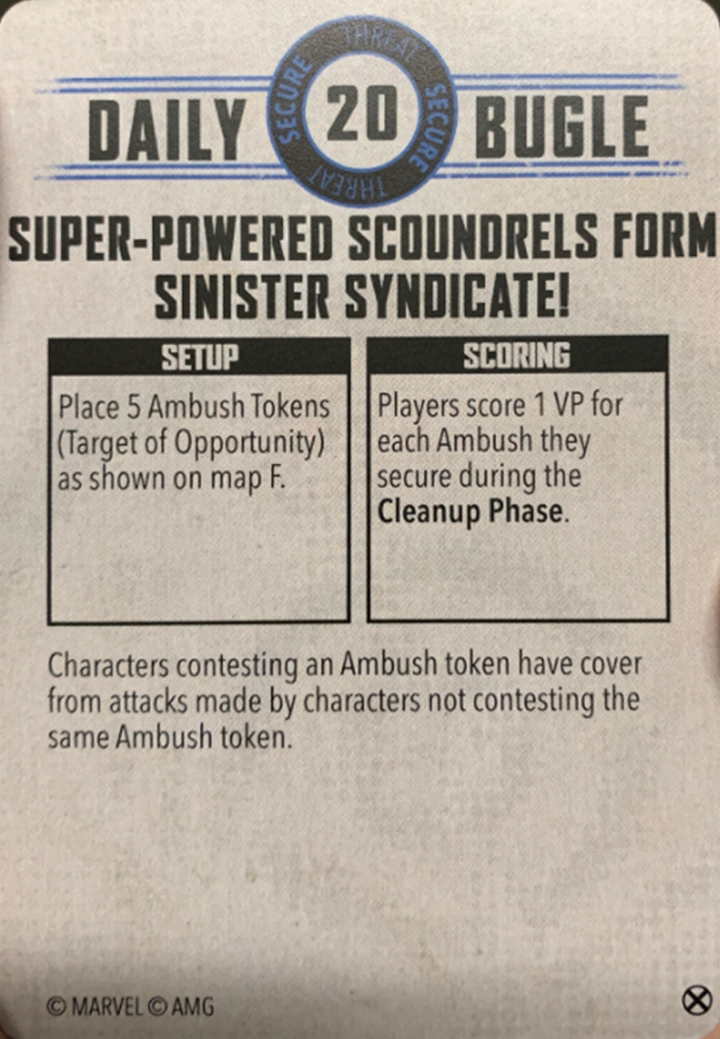 THREAT
SECURE
SECURE
THREAT
DAILY 20 BUGLE
SUPER-POWERED SCOUNDRELS FORM
SINISTER SYNDICATE!
SETUP
Place 5 Ambush Tokens
(Target of Opportunity)
as shown on map F.
SCORING
Players score 1 VP for
each Ambush they
secure during the
Cleanup Phase.
Characters contesting an Ambush token have cover
from attacks made by characters not contesting the
same Ambush token.
© MARVEL © AMG